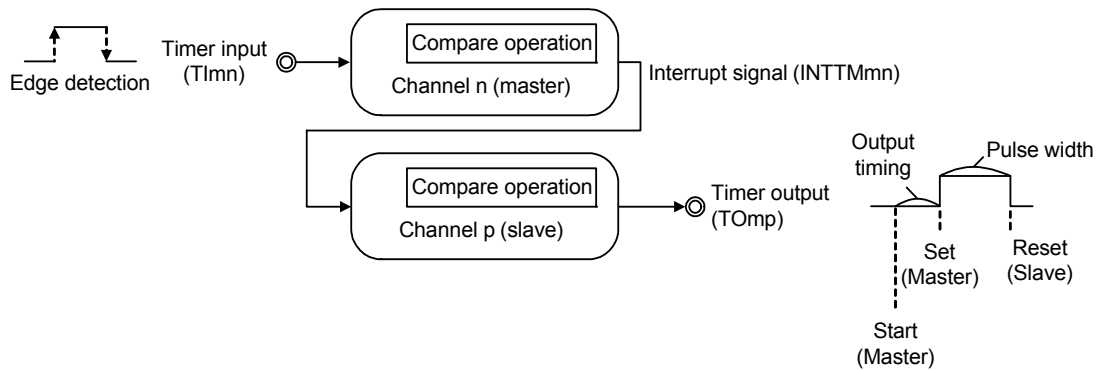 Timer input
(TImn)
Edge detection
Compare operation
Channel n (master)
Interrupt signal (INTTMmn)
Compare operation
Channel p (slave)
Timer output
(TOmp)
Output
timing
Pulse width
Set
(Master)
Reset
(Slave)
Start
(Master)